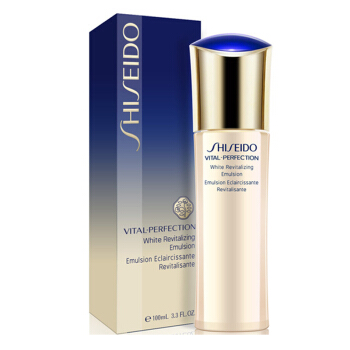 SHISEIDO
VITAL-PERFECTION
White Revitalizing
Emulsion
Emulsion Eclaircissante
Revitalisante
e 100mL 3.3 FL.OZ
SHISEIDO
VITAL-PERFECTION
White Revitalizing
Emulsion
Emulsion Eclaircissante
Revitalisante